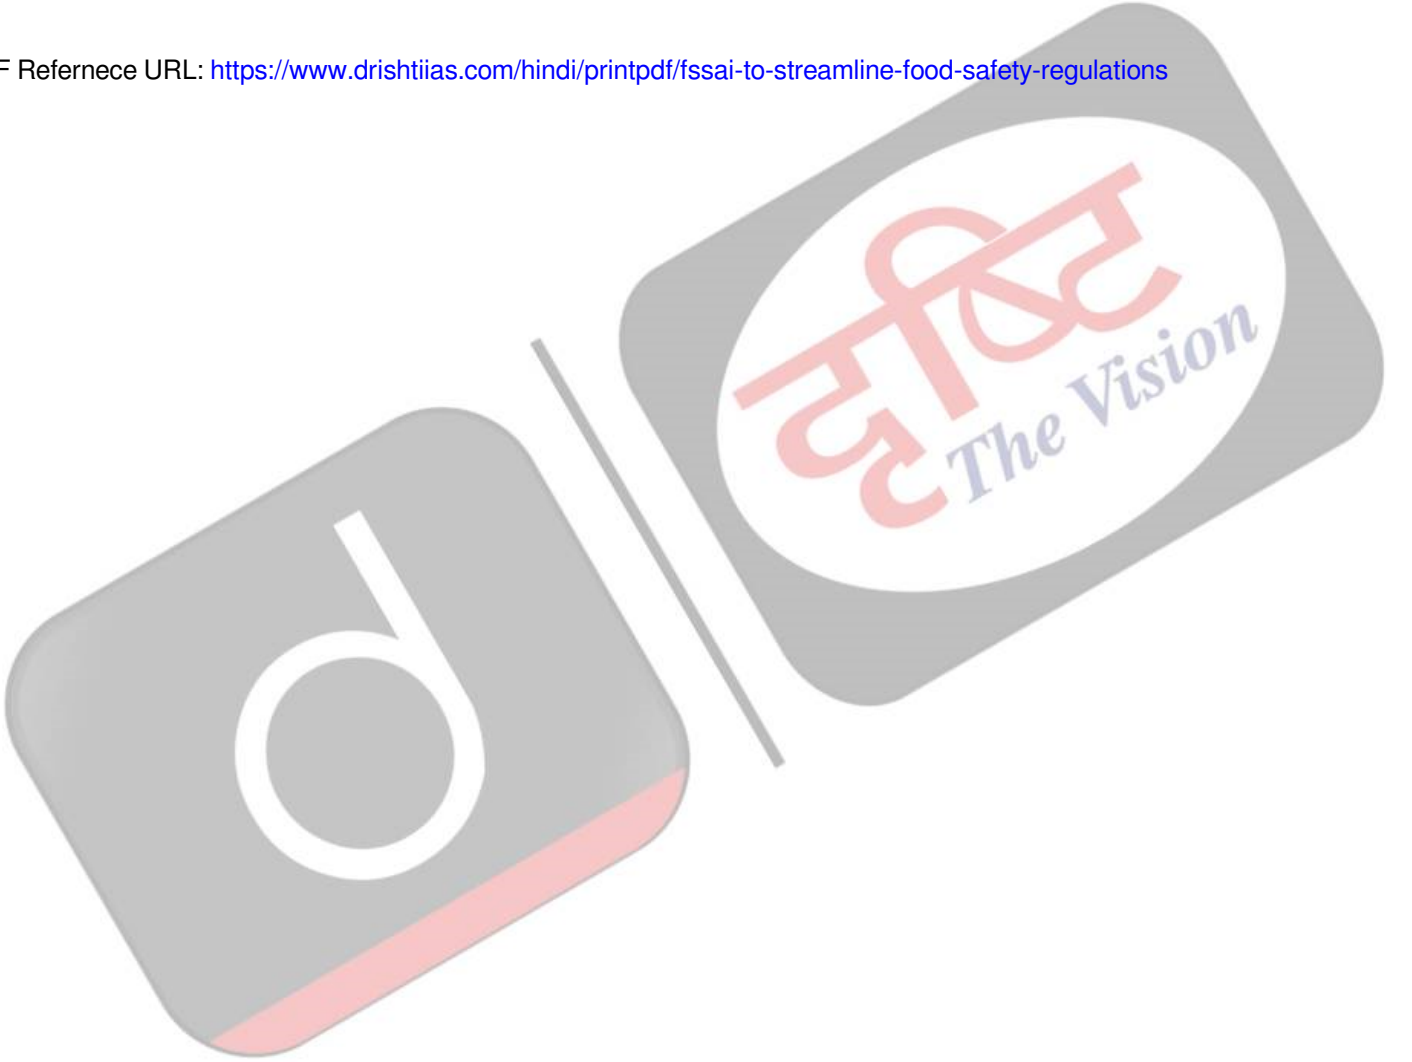 F Refernece URL: https://www.drishtiias.com/hindi/printpdf/fssai-to-streamline-food-safety-regulations
दृष्टि
The Vision
d